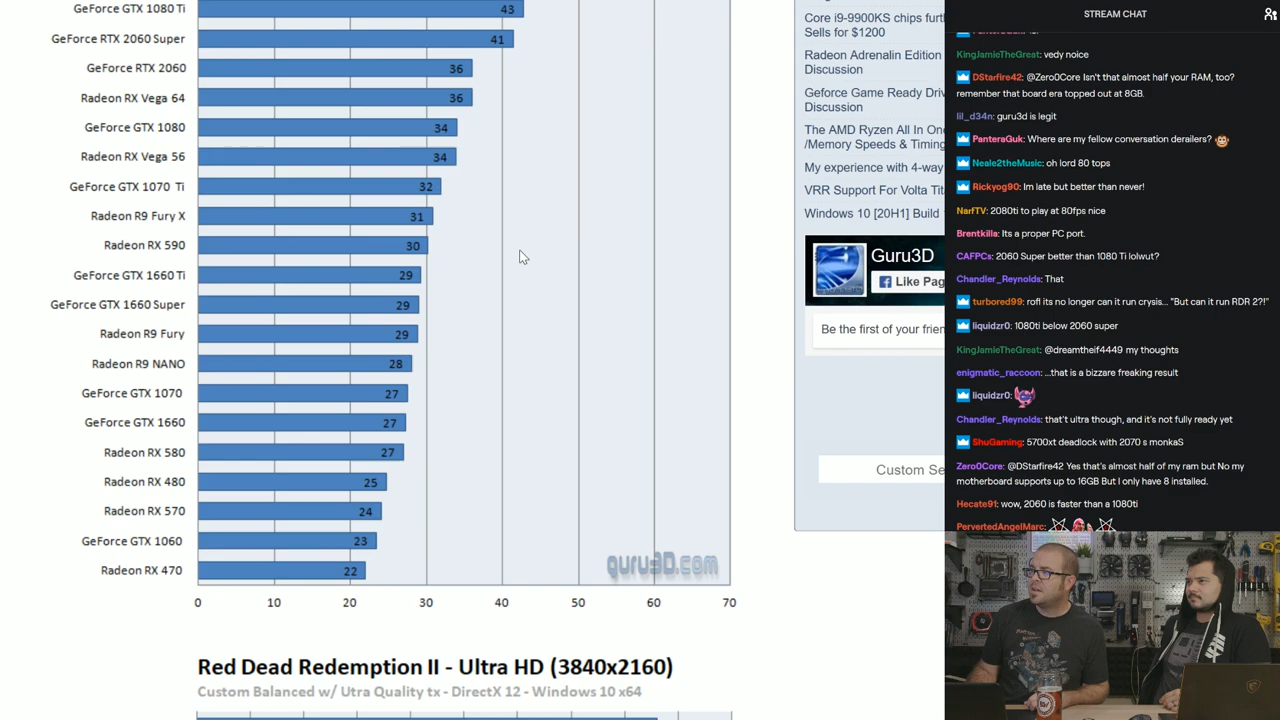 GeForce GTX 1080 Ti 43
GeForce RTX 2060 Super 41
GeForce RTX 2060 36
Radeon RX Vega 64 36
GeForce GTX 1080 34
Radeon RX Vega 56 34
GeForce GTX 1070 Ti 32
Radeon R9 Fury X 31
Radeon RX 590 30
GeForce GTX 1660 Ti 29
GeForce GTX 1660 Super 29
Radeon R9 Fury 29
Radeon R9 NANO 28
GeForce GTX 1070 27
GeForce GTX 1660 27
Radeon RX 580 27
Radeon RX 480 25
Radeon RX 570 24
GeForce GTX 1060 23
Radeon RX 470 22
guru3D.com
0 10 20 30 40 50 60 70
Red Dead Redemption II - Ultra HD (3840x2160)
Custom Balanced w/ Utra Quality tx - DirectX 12 - Windows 10 x64
Core i9-9900KS chips furt
Sells for $1200
Radeon Adrenalin Edition
Discussion
Geforce Game Ready Driv
Discussion
The AMD Ryzen All In One
/Memory Speeds & Timing
My experience with 4-way
VRR Support For Volta Tit
Windows 10 [20H1] Build
Guru3D
Like Pag
Be the first of your frien
Custom Se
STREAM CHAT
KingJamieTheGreat: vedy noice
DStarfire42: @Zero0Core Isn't that almost half your RAM, too?
remember that board era topped out at 8GB.
lil_d34n: guru3d is legit
PanteraGuk: Where are my fellow conversation derailers?
Neale2theMusic: oh lord 80 tops
Rickyog90: Im late but better than never!
NarfTV: 2080ti to play at 80fps nice
Brentkilla: Its a proper PC port.
CAFPCs: 2060 Super better than 1080 Ti lolwut?
Chandler_Reynolds: That
turbored99: rofl its no longer can it run crysis... "But can it run RDR 2?!"
liquidzr0: 1080ti below 2060 super
KingJamieTheGreat: @dreamtheif4449 my thoughts
enigmatic_raccoon: ...that is a bizzare freaking result
liquidzr0:
Chandler_Reynolds: that't ultra though, and it's not fully ready yet
ShuGaming: 5700xt deadlock with 2070 s monkaS
Zero0Core: @DStarfire42 Yes that's almost half of my ram but No my
motherboard supports up to 16GB But I only have 8 installed.
Hecate91: wow, 2060 is faster than a 1080ti
PervertedAngelMarc: